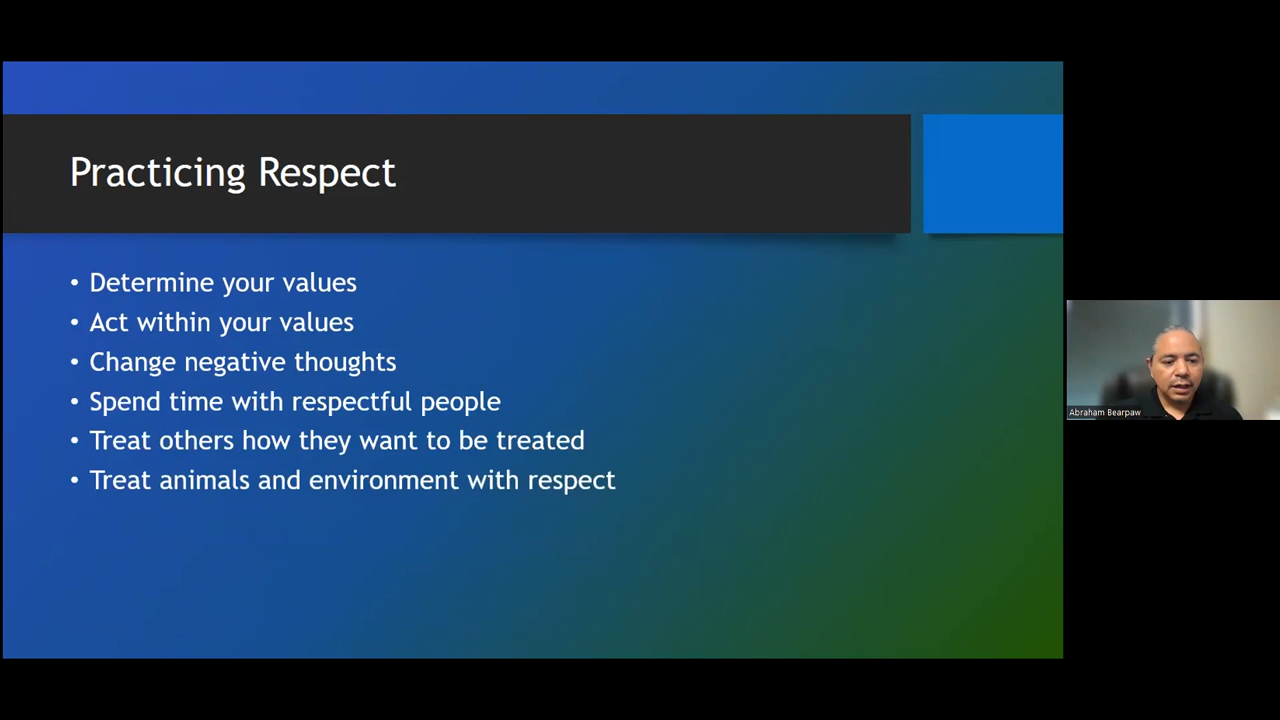 Practicing Respect
• Determine your values
• Act within your values
• Change negative thoughts
• Spend time with respectful people
• Treat others how they want to be treated
• Treat animals and environment with respect
Abraham Bearpaw